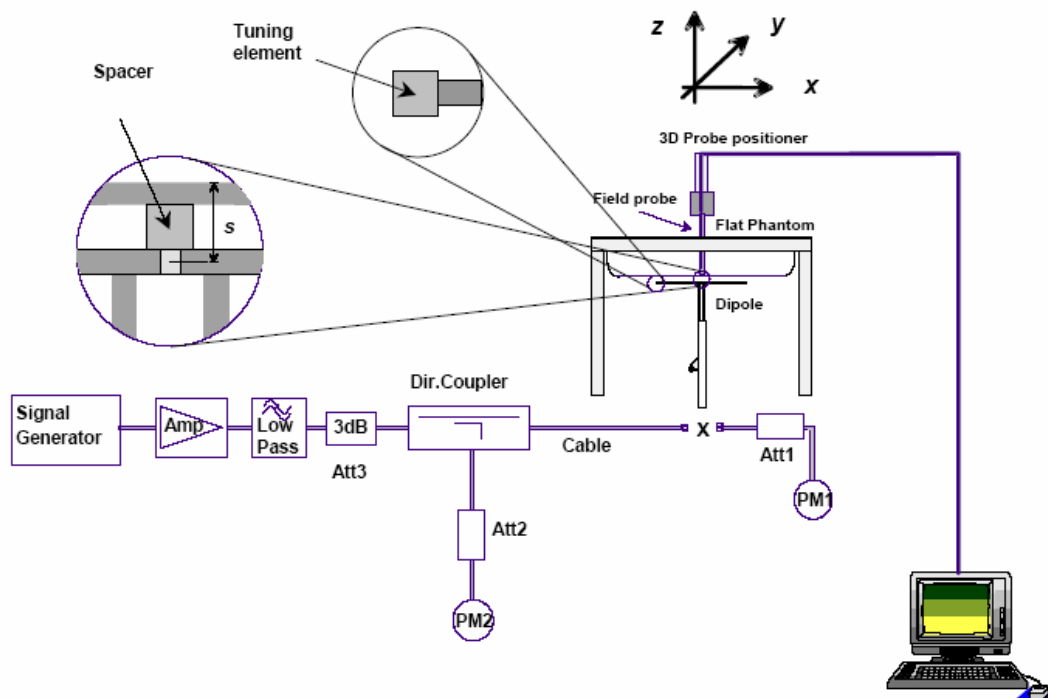 Tuning
element
Spacer
s
z
y
x
3D Probe positioner
Field probe
Flat Phantom
Dipole
Signal
Generator
Amp
Low
Pass
3dB
Att3
Dir.Coupler
Cable
X
Att1
PM1
Att2
PM2